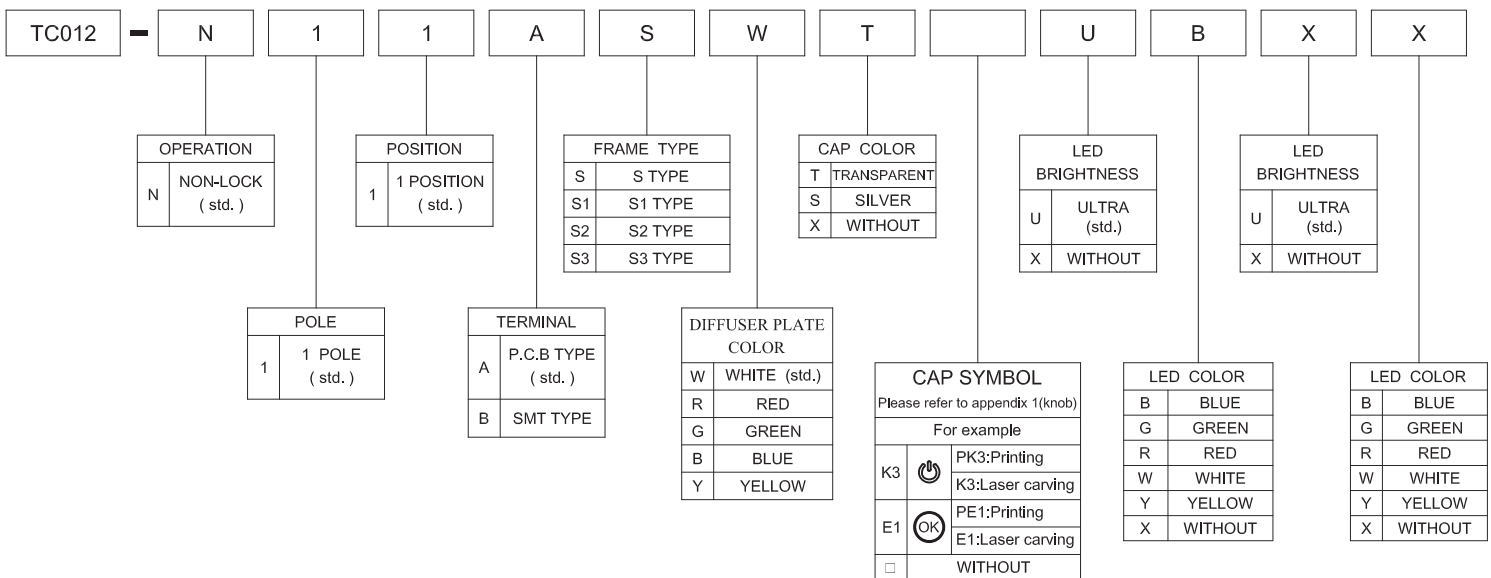 TC012 - N 1 1 A S W T U B X X
OPERATION
N NON-LOCK
( std. )
POSITION
1 1 POSITION
( std. )
FRAME TYPE
S S TYPE
S1 S1 TYPE
S2 S2 TYPE
S3 S3 TYPE
CAP COLOR
T TRANSPARENT
S SILVER
X WITHOUT
LED
BRIGHTNESS
U ULTRA
(std.)
X WITHOUT
LED
BRIGHTNESS
U ULTRA
(std.)
X WITHOUT
POLE
1 1 POLE
( std. )
TERMINAL
A P.C.B TYPE
( std. )
B SMT TYPE
DIFFUSER PLATE
COLOR
W WHITE (std.)
R RED
G GREEN
B BLUE
Y YELLOW
CAP SYMBOL
Please refer to appendix 1(knob)
For example
K3 PK3:Printing
K3:Laser carving
E1 OK PE1:Printing
E1:Laser carving
□ WITHOUT
LED COLOR
B BLUE
G GREEN
R RED
W WHITE
Y YELLOW
X WITHOUT
LED COLOR
B BLUE
G GREEN
R RED
W WHITE
Y YELLOW
X WITHOUT